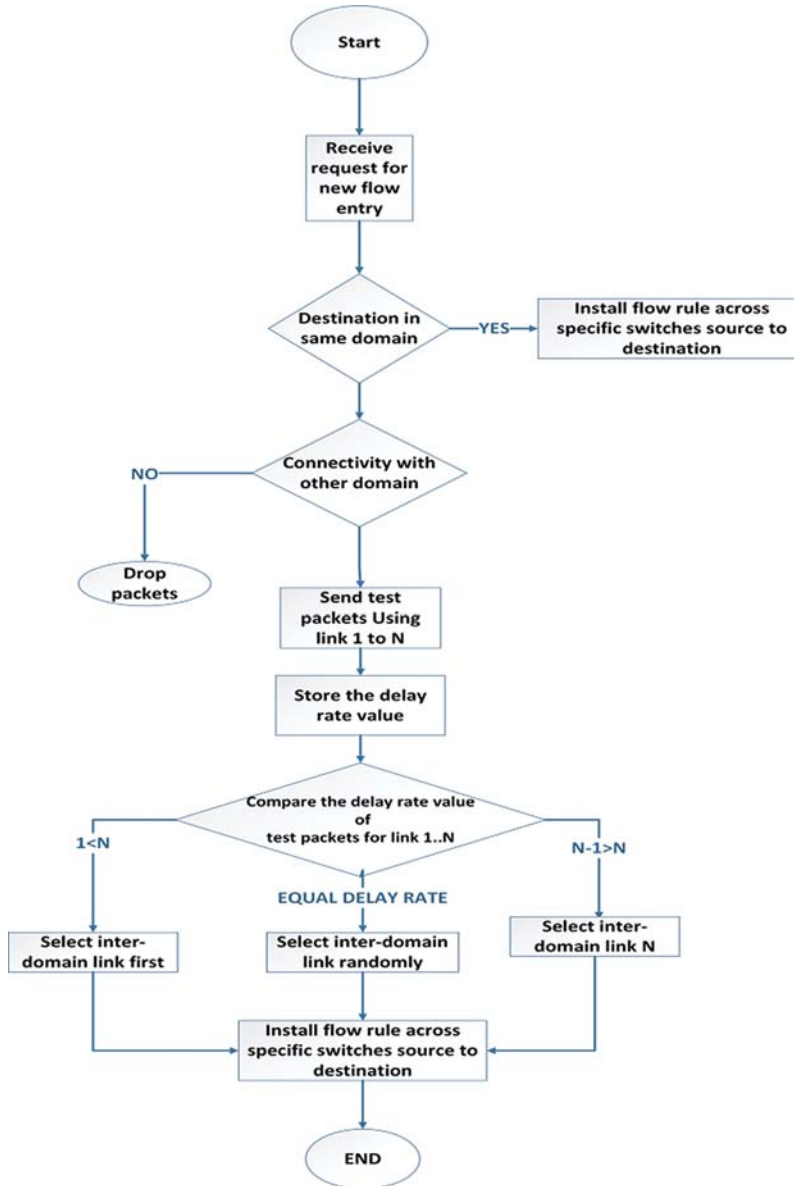 Start
Receive
request for
new flow
entry
Destination in
same domain
YES
Install flow rule across
specific switches source to
destination
Connectivity with
other domain
NO
Drop
packets
Send test
packets Using
link 1 to N
Store the delay
rate value
Compare the delay rate value
of
test packets for link 1..N
1<N
EQUAL DELAY RATE
N-1>N
Select inter-
domain link first
Select inter-domain
link randomly
Select inter-
domain link N
Install flow rule across
specific switches source to
destination
END